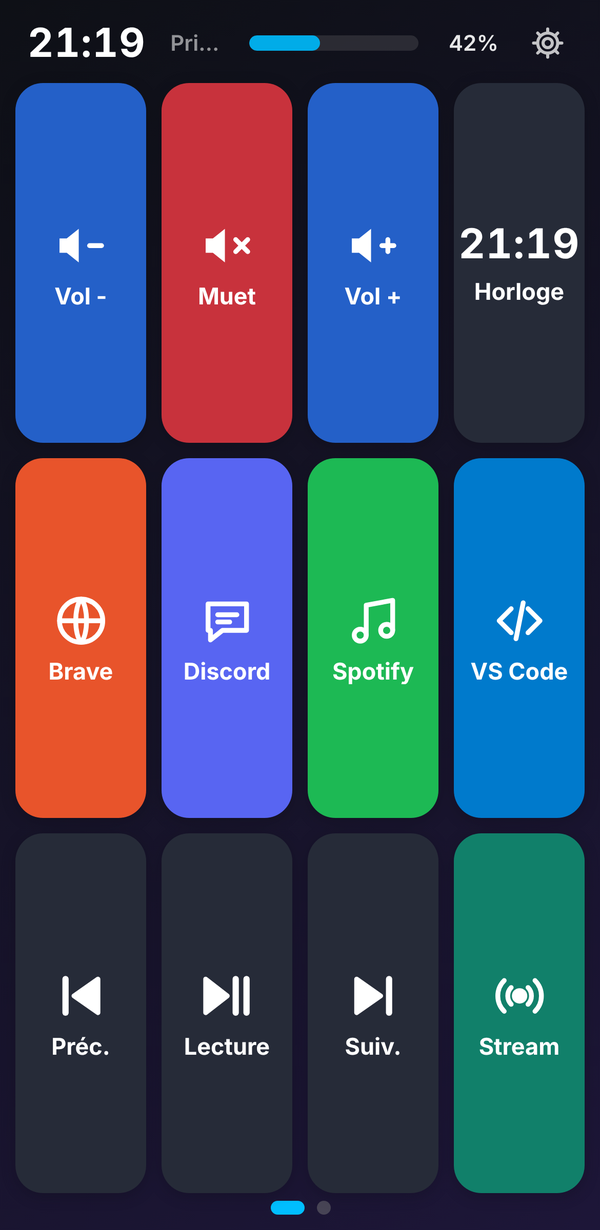 21:19 Pri... 42%
Vol - Muet Vol + 21:19
Horloge
Brave Discord Spotify VS Code
Préc. Lecture Suiv. Stream